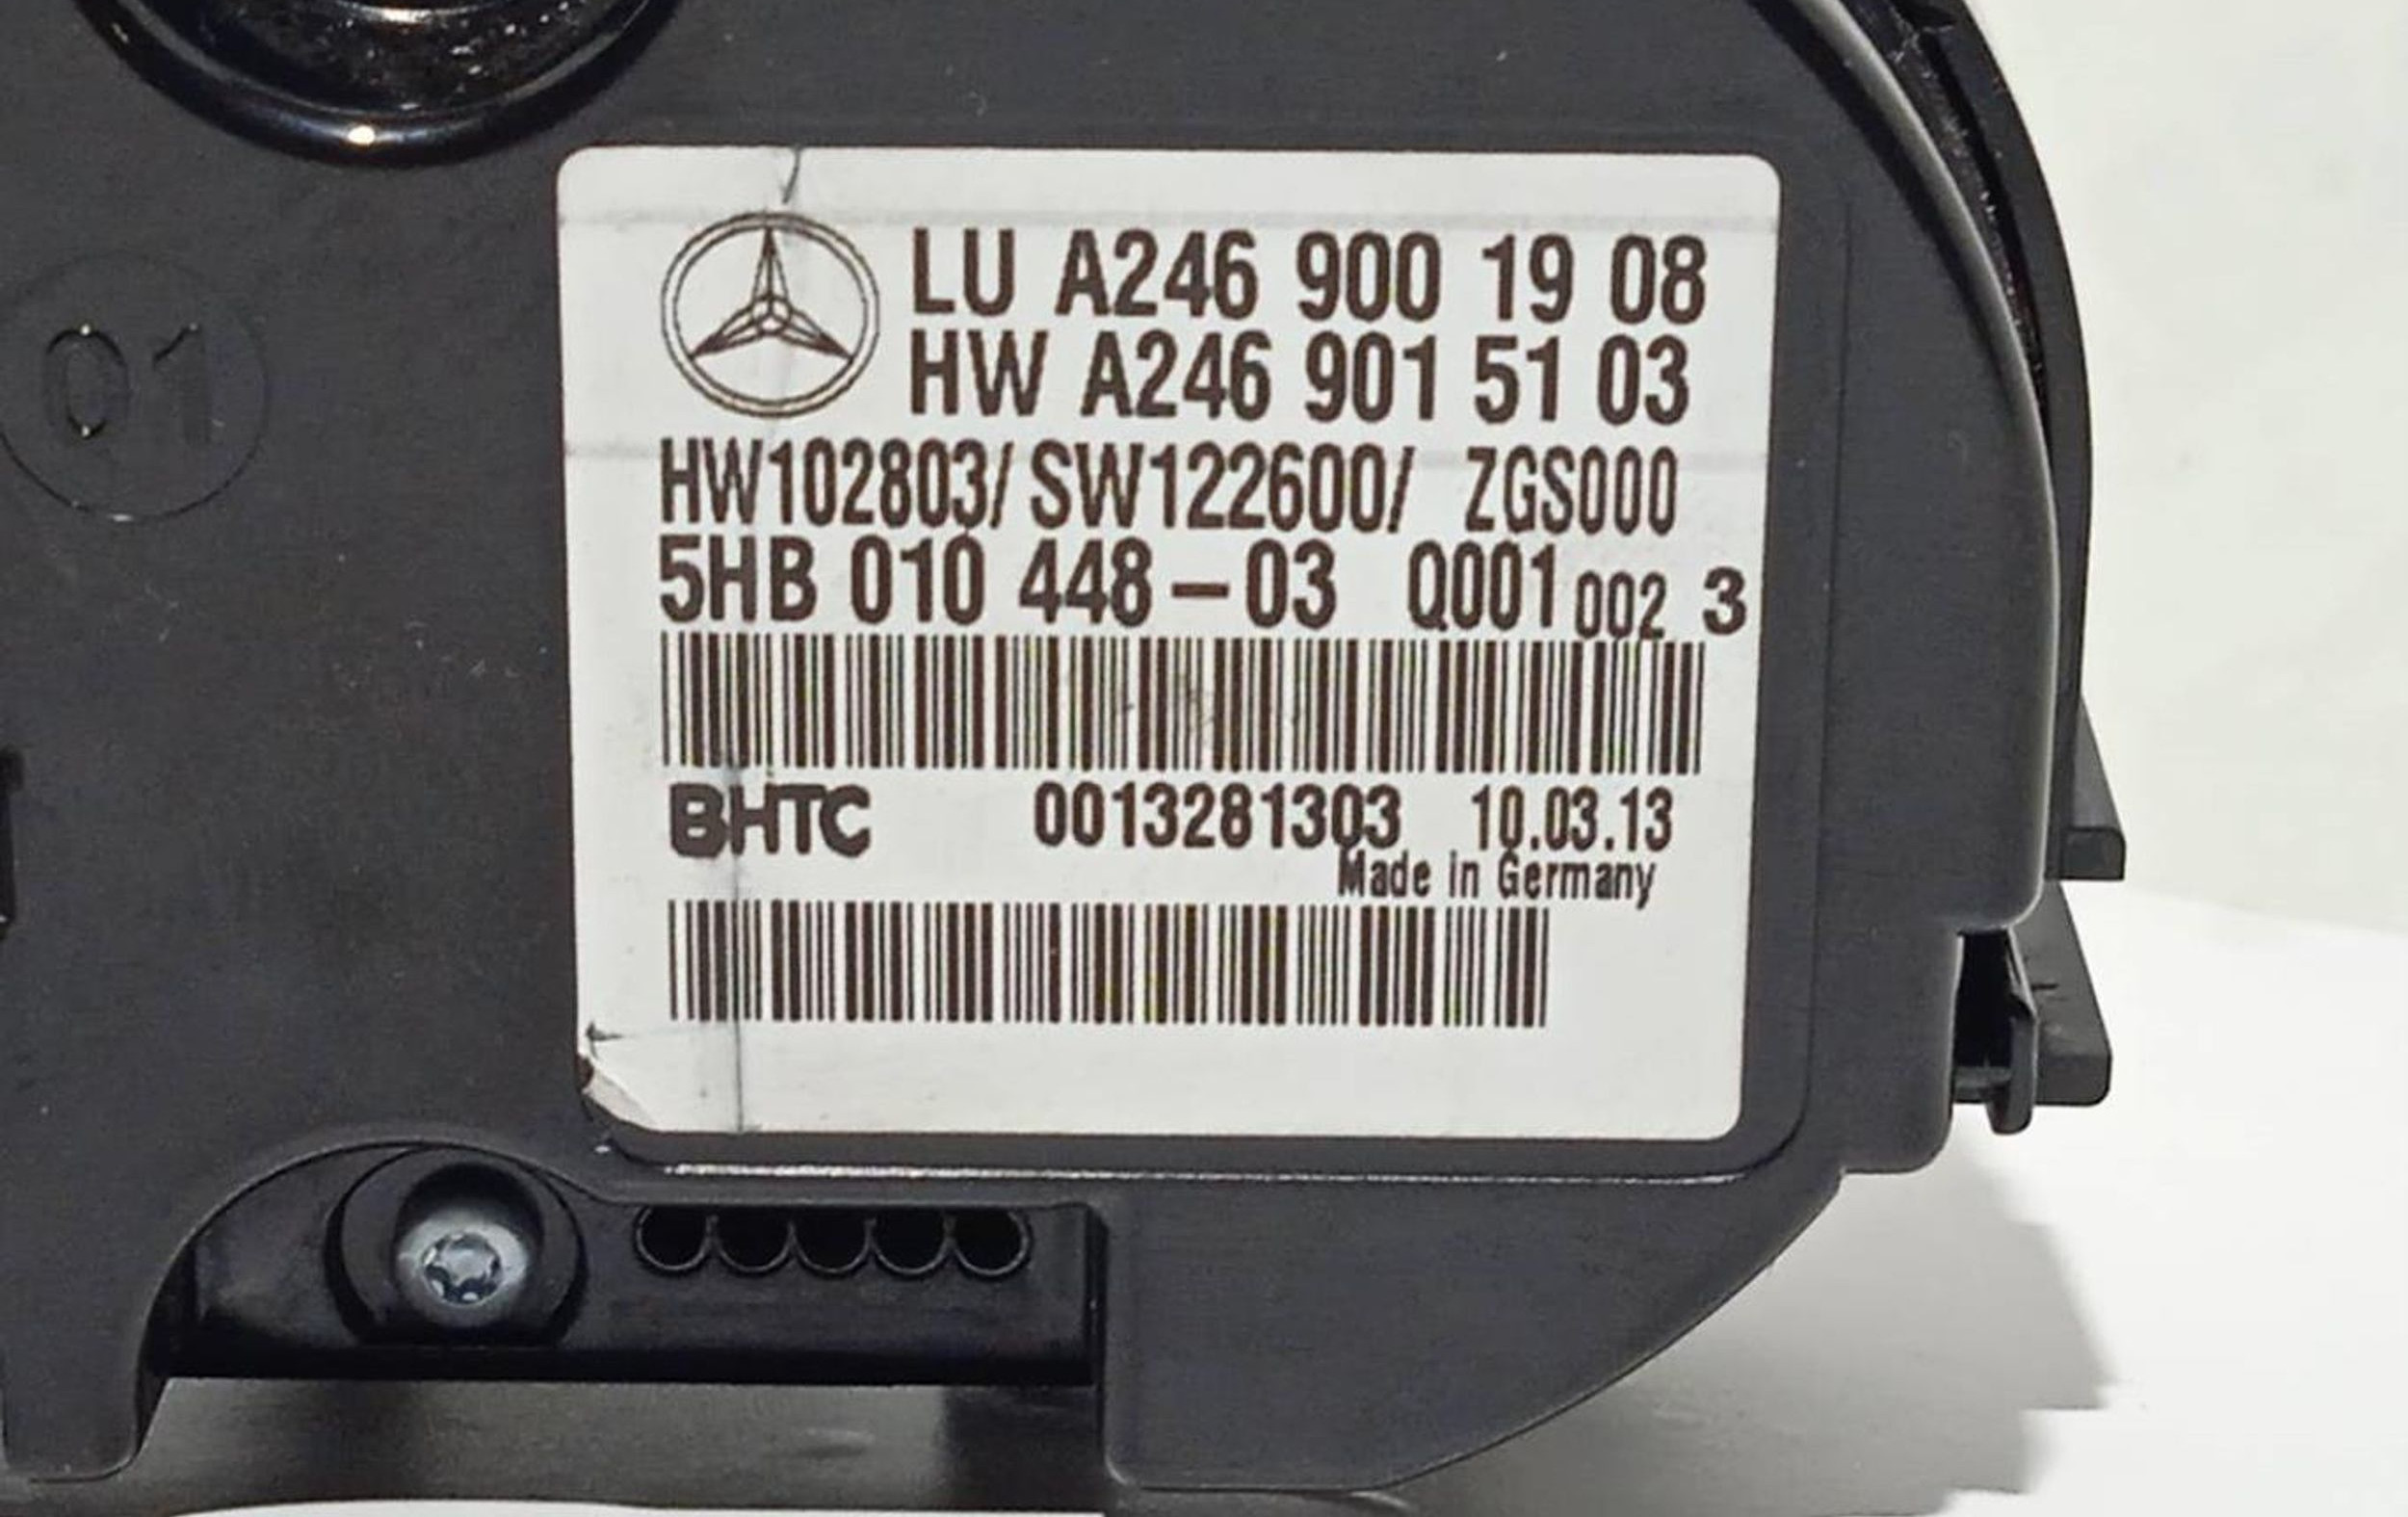 01
LU A246 900 19 08
HW A246 901 51 03
HW102803/ SW122600/ ZGS000
5HB 010 448-03 Q001 002 3
BHTC 0013281303 10.03.13
Made in Germany